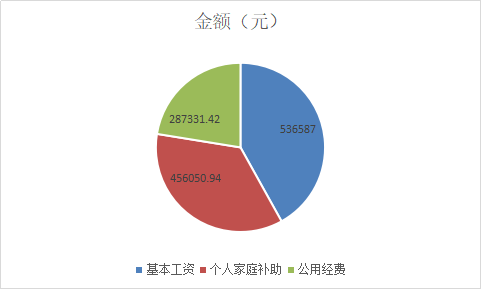 金额（元）
287331.42
536587
456050.94
基本工资 个人家庭补助 公用经费